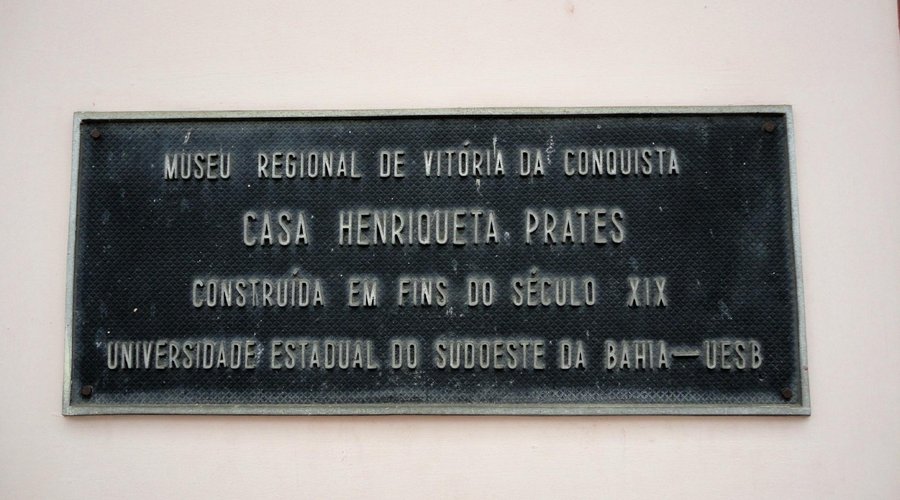 MUSEU REGIONAL DE VITÓRIA DA CONQUISTA
CASA HENRIQUETA PRATES
CONSTRUÍDA EM FINS DO SÉCULO XIX
UNIVERSIDADE ESTADUAL DO SUDOESTE DA BAHIA—UESB